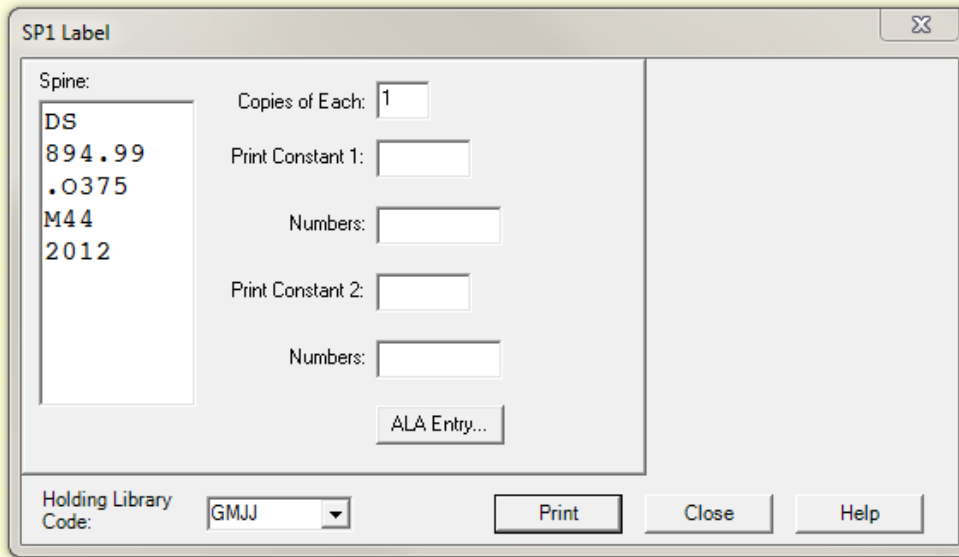 SP1 Label
Spine:
DS
894.99
.O375
M44
2012
Copies of Each: 1
Print Constant 1:
Numbers:
Print Constant 2:
Numbers:
ALA Entry...
Holding Library
Code:
GMJJ
Print
Close
Help